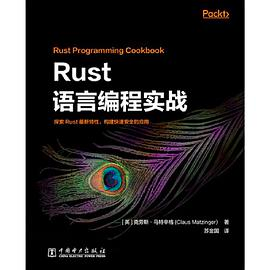 Packt>
Rust Programming Cookbook
Rust
语言编程实战
探索 Rust 最新特性,构建快速安全的应用
[英] 克劳斯·马特辛格 (Claus Matzinger) 著
苏金国 译
中国电力出版社